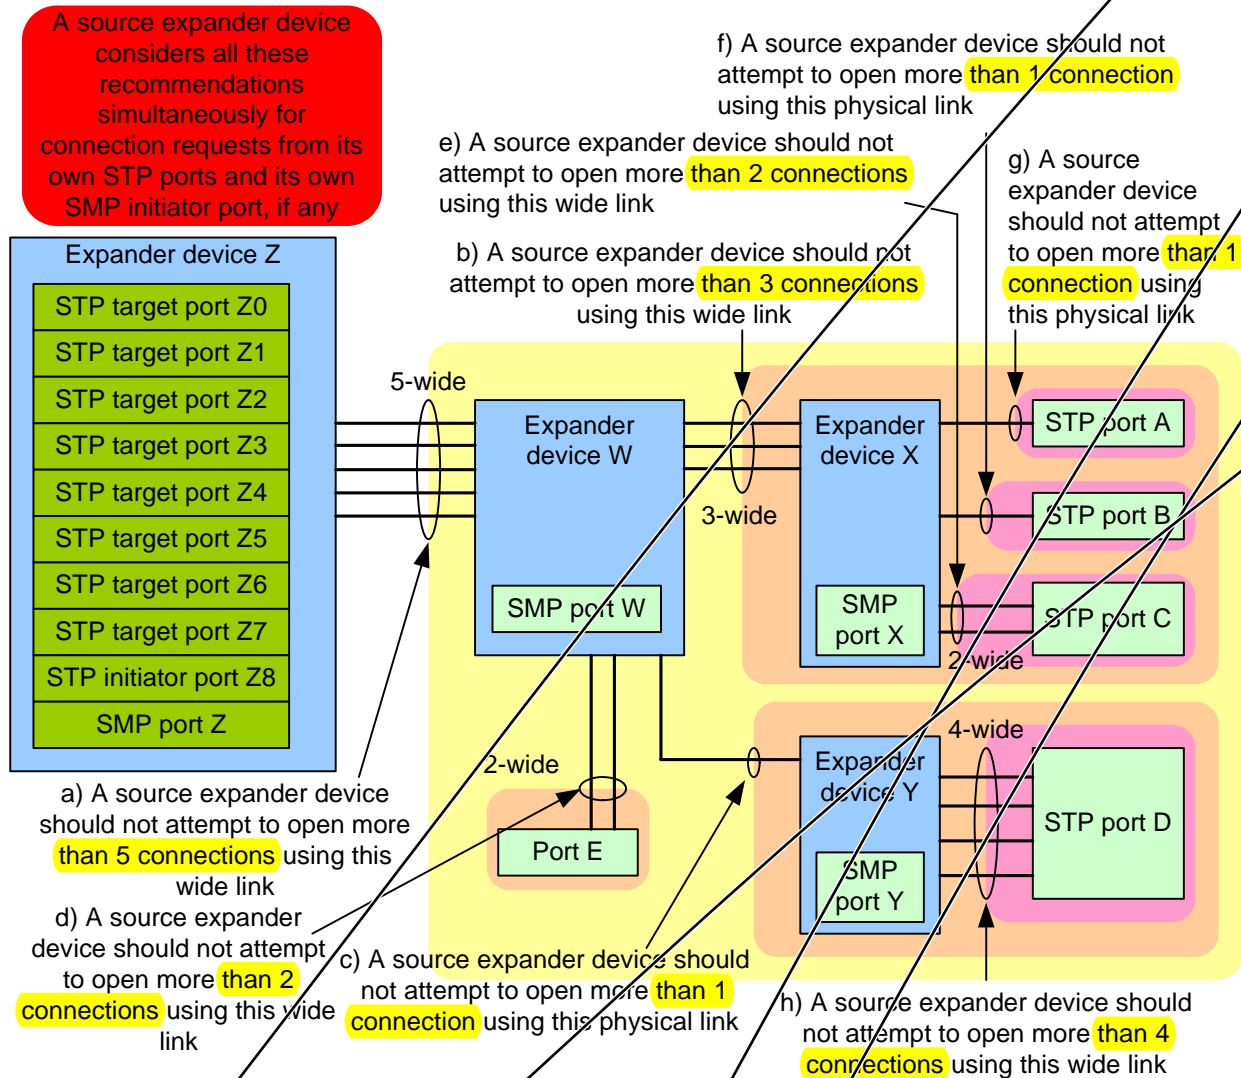 A source expander device
considers all these
recommendations
simultaneously for
connection requests from its
own STP ports and its own
SMP initiator port, if any
f) A source expander device should not
attempt to open more than 1 connection
using this physical link
e) A source expander device should not
attempt to open more than 2 connections
using this wide link
g) A source
expander device
should not attempt
to open more than 1
connection using
this physical link
b) A source expander device should not
attempt to open more than 3 connections
using this wide link
Expander device Z
STP target port Z0
STP target port Z1
STP target port Z2
STP target port Z3
STP target port Z4
STP target port Z5
STP target port Z6
STP target port Z7
STP initiator port Z8
SMP port Z
5-wide
Expander
device W
SMP port W
3-wide
Expander
device X
SMP
port X
STP port A
STP port B
STP port C
2-wide
2-wide
Port E
Expander
device Y
SMP
port Y
4-wide
STP port D
a) A source expander device
should not attempt to open more
than 5 connections using this
wide link
d) A source expander
device should not attempt
to open more than 2
connections using this wide
link
c) A source expander device should
not attempt to open more than 1
connection using this physical link
h) A source expander device should
not attempt to open more than 4
connections using this wide link